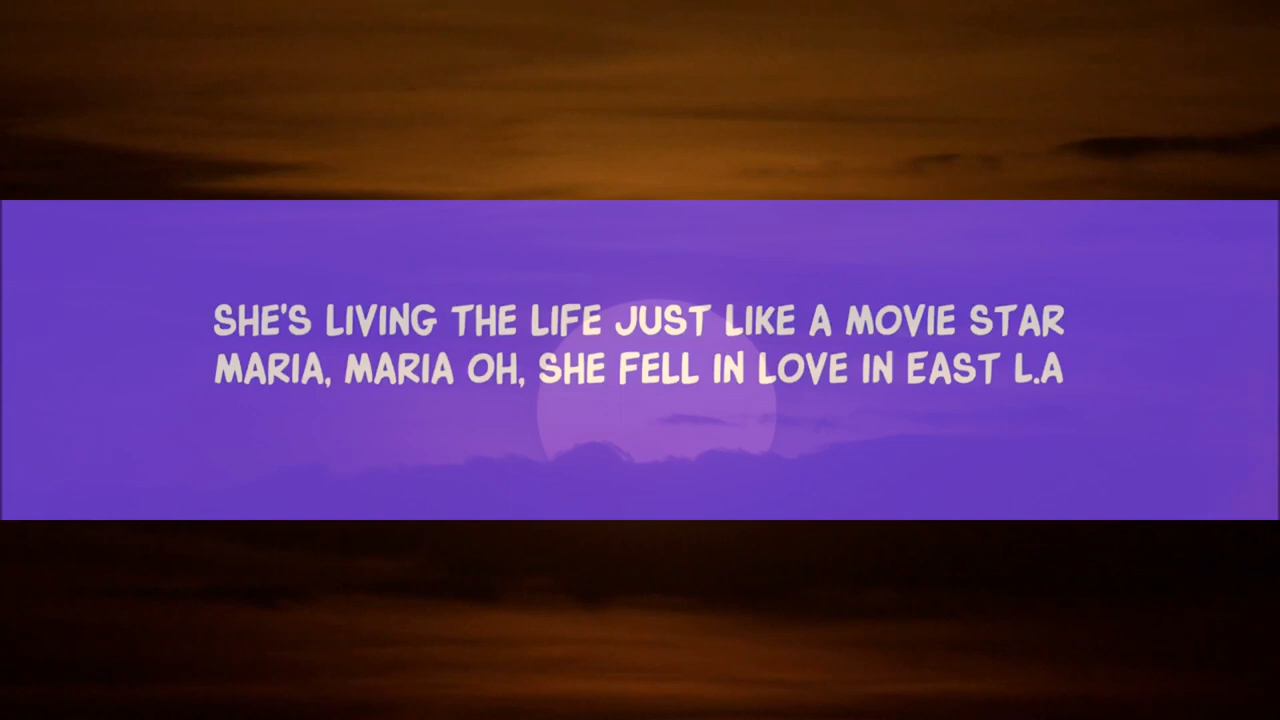 SHE'S LIVING THE LIFE JUST LIKE A MOVIE STAR
MARIA, MARIA OH, SHE FELL IN LOVE IN EAST L.A